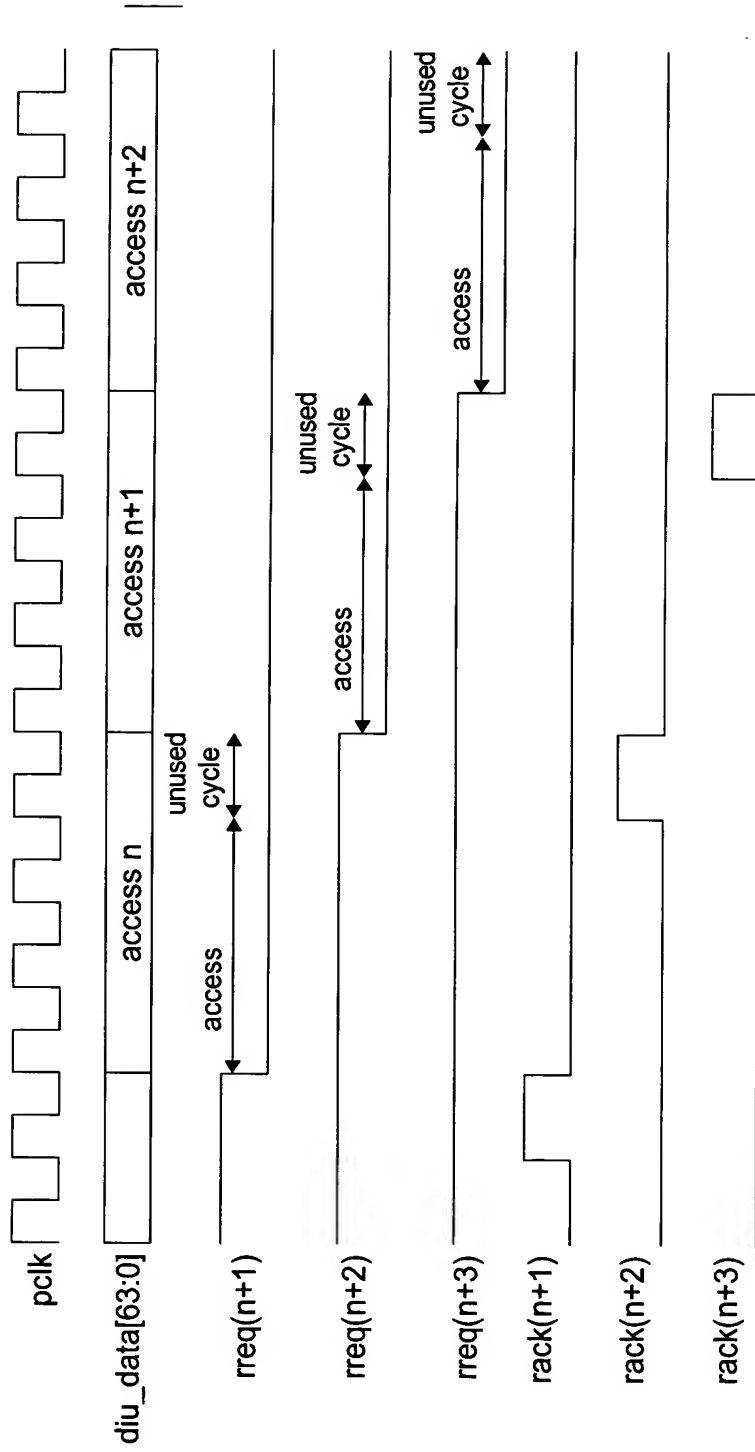 pclk
diu_data[63:0]
access n
access n+1
access n+2
rreq(n+1)
access
unused
cycle
rreq(n+2)
access
unused
cycle
rreq(n+3)
access
unused
cycle
rack(n+1)
rack(n+2)
rack(n+3)